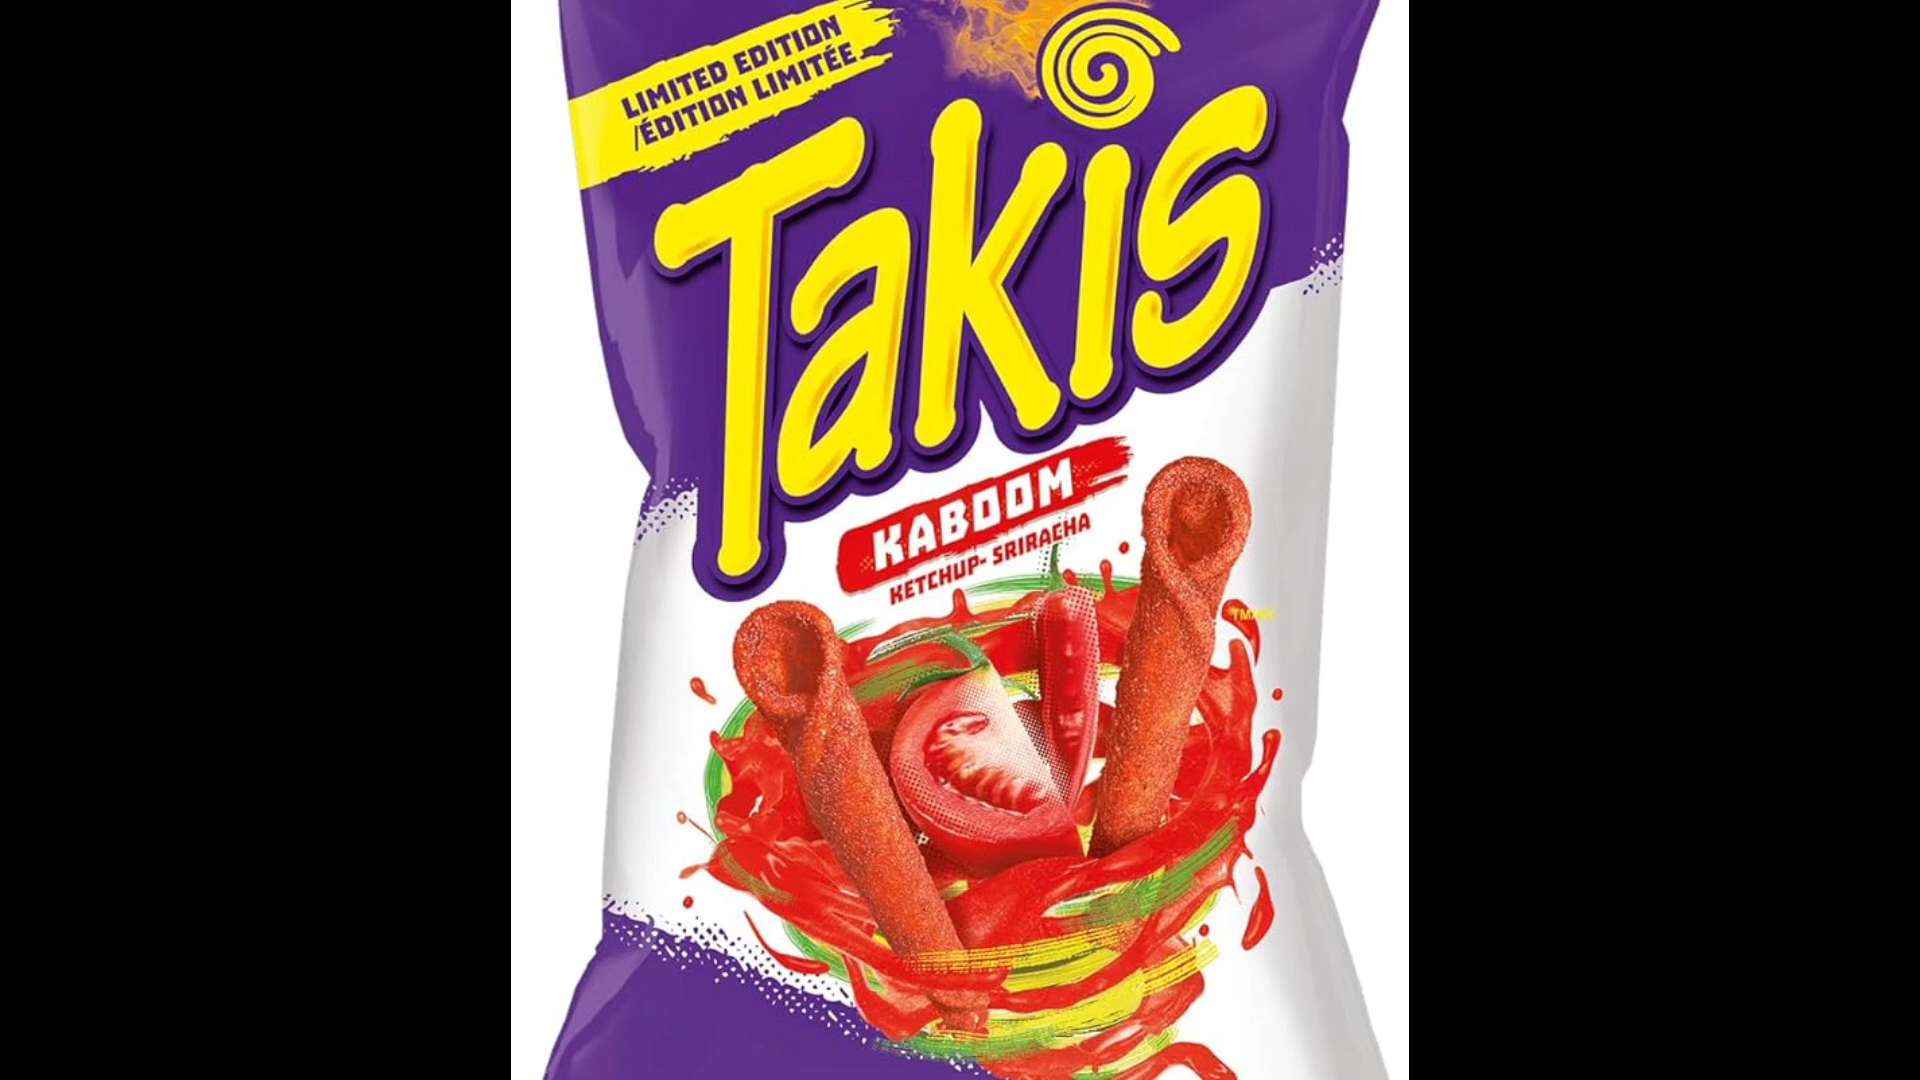 LIMITED EDITION
/ÉDITION LIMITÉE
Takis
KABOOM
KETCHUP- SRIRACHA